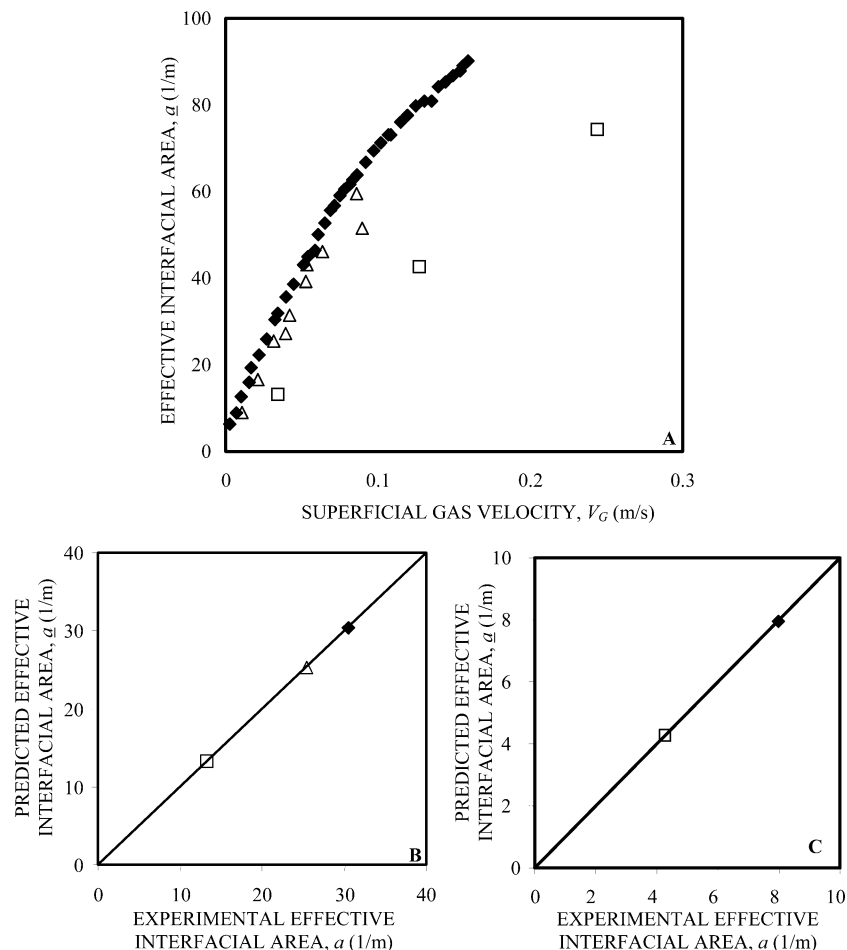 100
80
60
40
20
0
EFFECTIVE INTERFACIAL AREA, a (1/m)
A
0 0.1 0.2 0.3
SUPERFICIAL GAS VELOCITY, V_G (m/s)
40
30
20
10
0
PREDICTED EFFECTIVE
INTERFACIAL AREA, a (1/m)
B
0 10 20 30 40
EXPERIMENTAL EFFECTIVE
INTERFACIAL AREA, a (1/m)
10
8
6
4
2
0
PREDICTED EFFECTIVE
INTERFACIAL AREA, a (1/m)
C
0 2 4 6 8 10
EXPERIMENTAL EFFECTIVE
INTERFACIAL AREA, a (1/m)